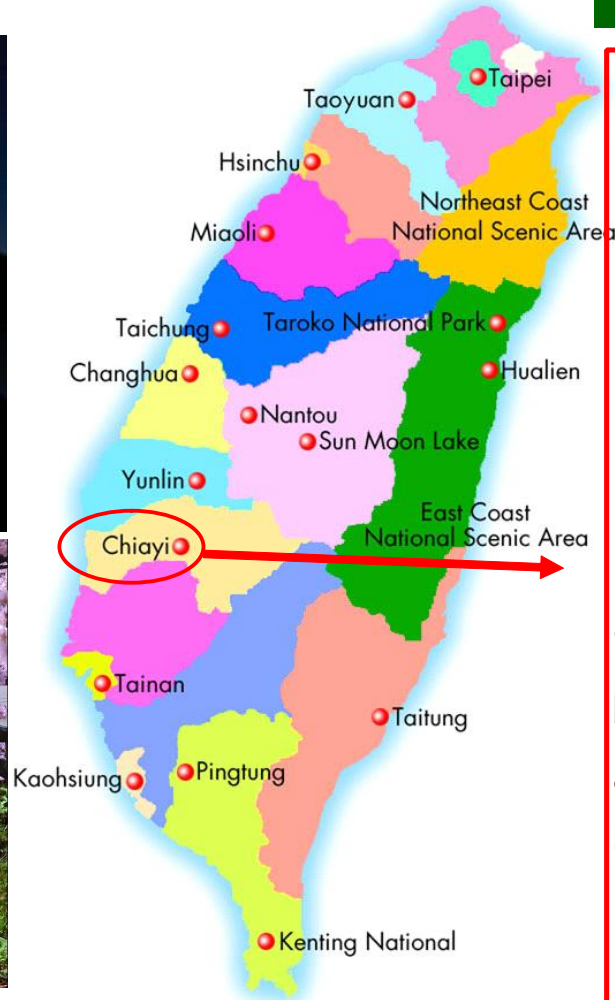 Taipei
Taoyuan
Hsinchu
Northeast Coast
National Scenic Area
Miaoli
Taichung
Taroko National Park
Changhua
Hualien
Nantou
Sun Moon Lake
Yunlin
East Coast
National Scenic Area
Chiayi
Tainan
Taitung
Kaohsiung
Pingtung
Kenting National